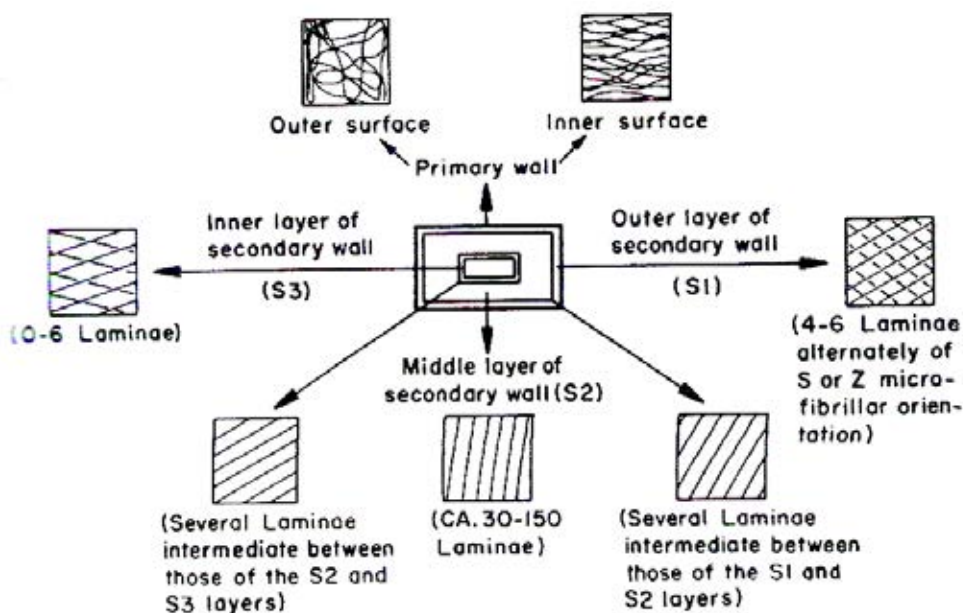 Outer surface
Inner surface
Primary wall
Inner layer of
secondary wall
(S3)
Outer layer of
secondary wall
(S1)
(0-6 Laminae)
(4-6 Laminae
alternately of
S or Z micro-
fibrillar orien-
tation)
Middle layer of
secondary wall (S2)
(Several Laminae
intermediate between
those of the S2 and
S3 layers)
(CA. 30-150
Laminae)
(Several Laminae
intermediate between
those of the S1 and
S2 layers)